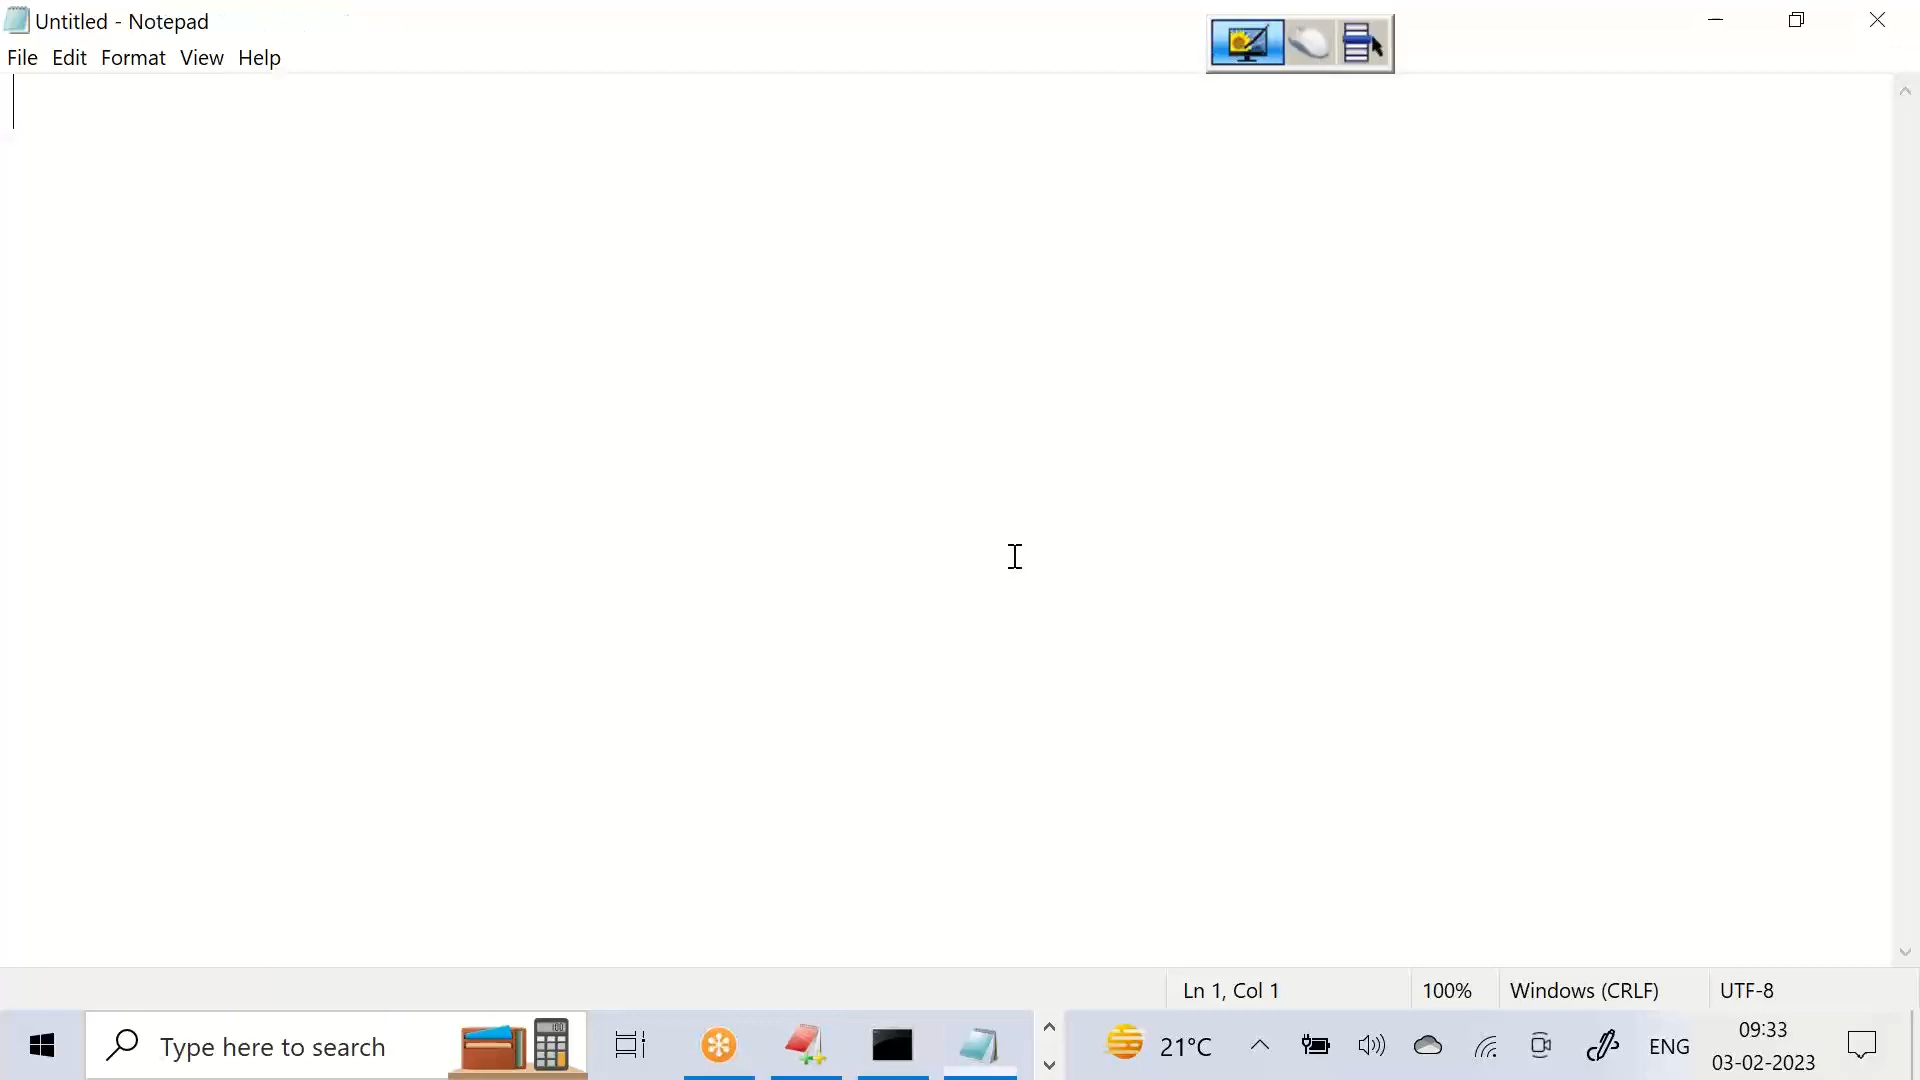 Untitled - Notepad
File Edit Format View Help
Ln 1, Col 1
100%
Windows (CRLF)
UTF-8
Type here to search
21°C
ENG
09:33
03-02-2023